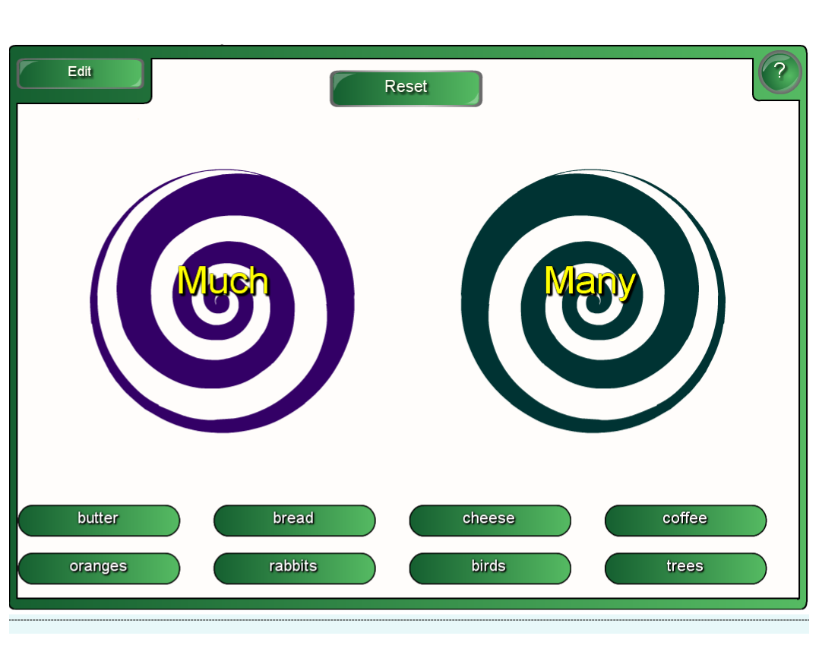 Edit
Reset
?
Much
Many
butter
bread
cheese
coffee
oranges
rabbits
birds
trees